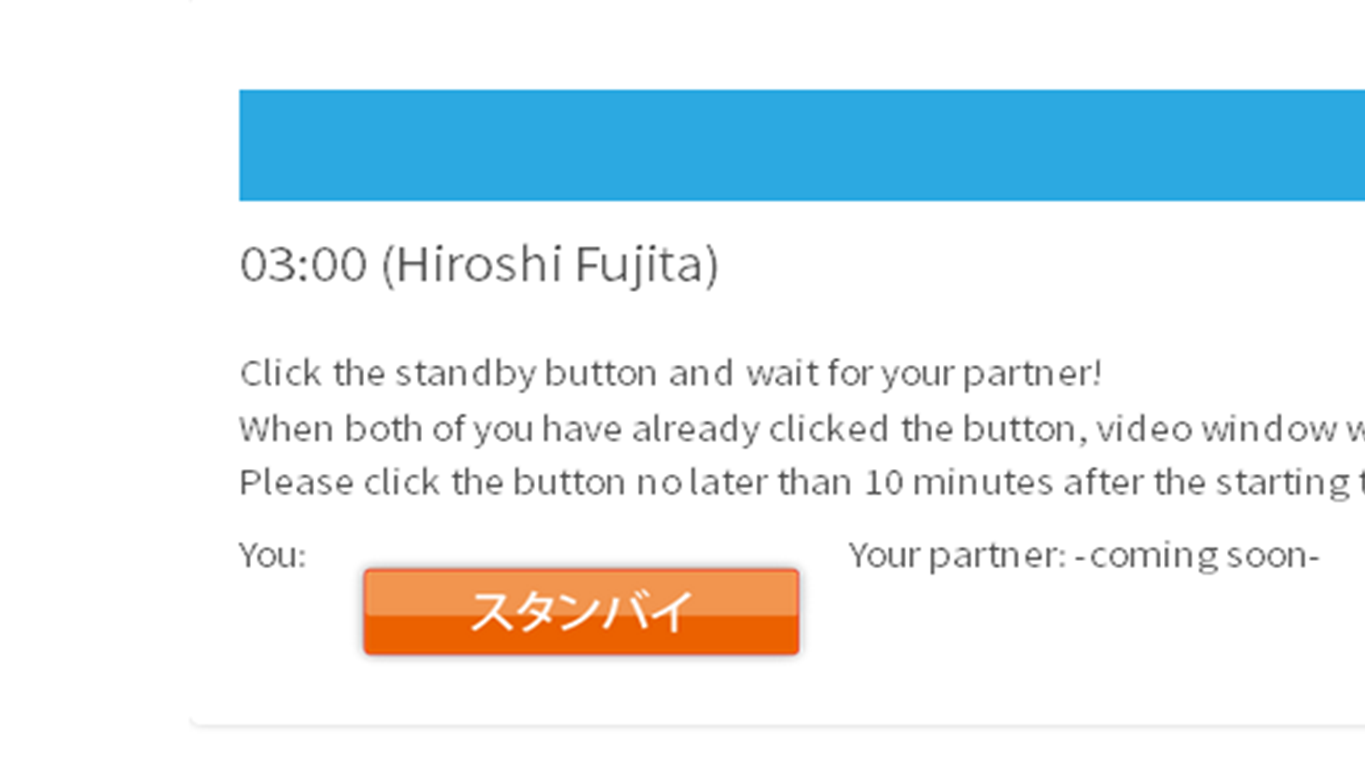 03:00 (Hiroshi Fujita)
Click the standby button and wait for your partner!
When both of you have already clicked the button, video window
Please click the button no later than 10 minutes after the starting
You:
Your partner: -coming soon-
スタンバイ